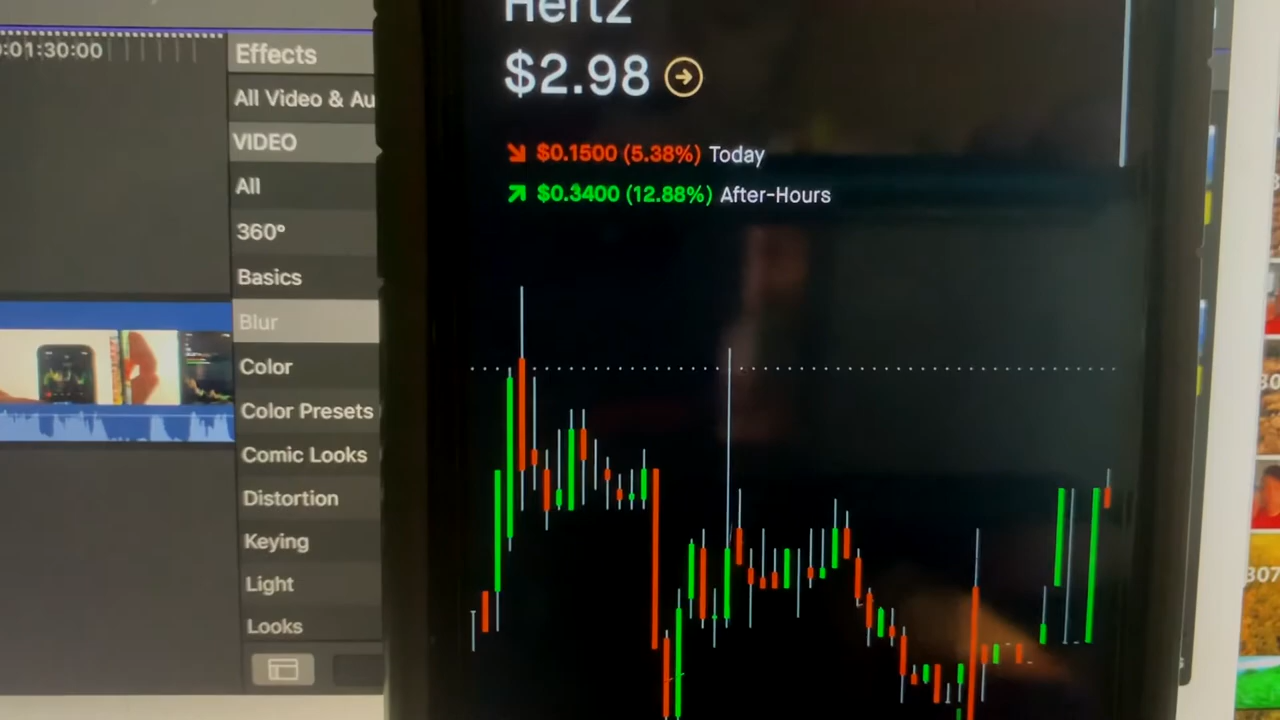 Hertz
$2.98
$0.1500 (5.38%) Today
$0.3400 (12.88%) After-Hours
:01:30:00
Effects
All Video & Au
VIDEO
All
360°
Basics
Blur
Color
Color Presets
Comic Looks
Distortion
Keying
Light
Looks
307